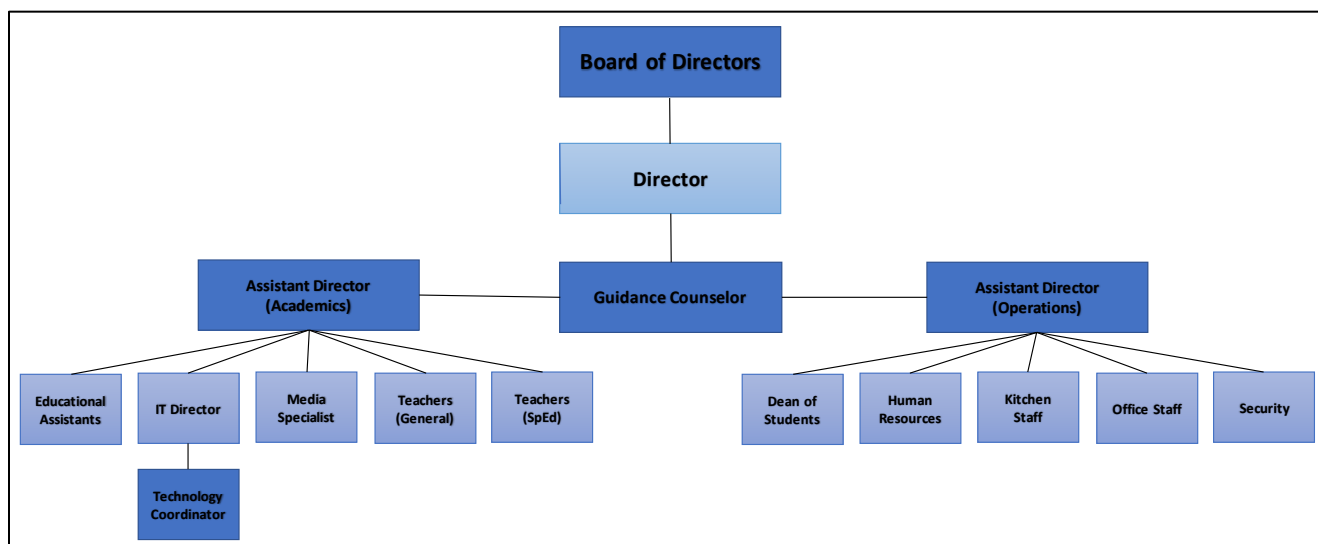 Board of Directors
Director
Assistant Director
(Academics)
Guidance Counselor
Assistant Director
(Operations)
Educational
Assistants
IT Director
Media
Specialist
Teachers
(General)
Teachers
(SpEd)
Dean of
Students
Human
Resources
Kitchen
Staff
Office Staff
Security
Technology
Coordinator